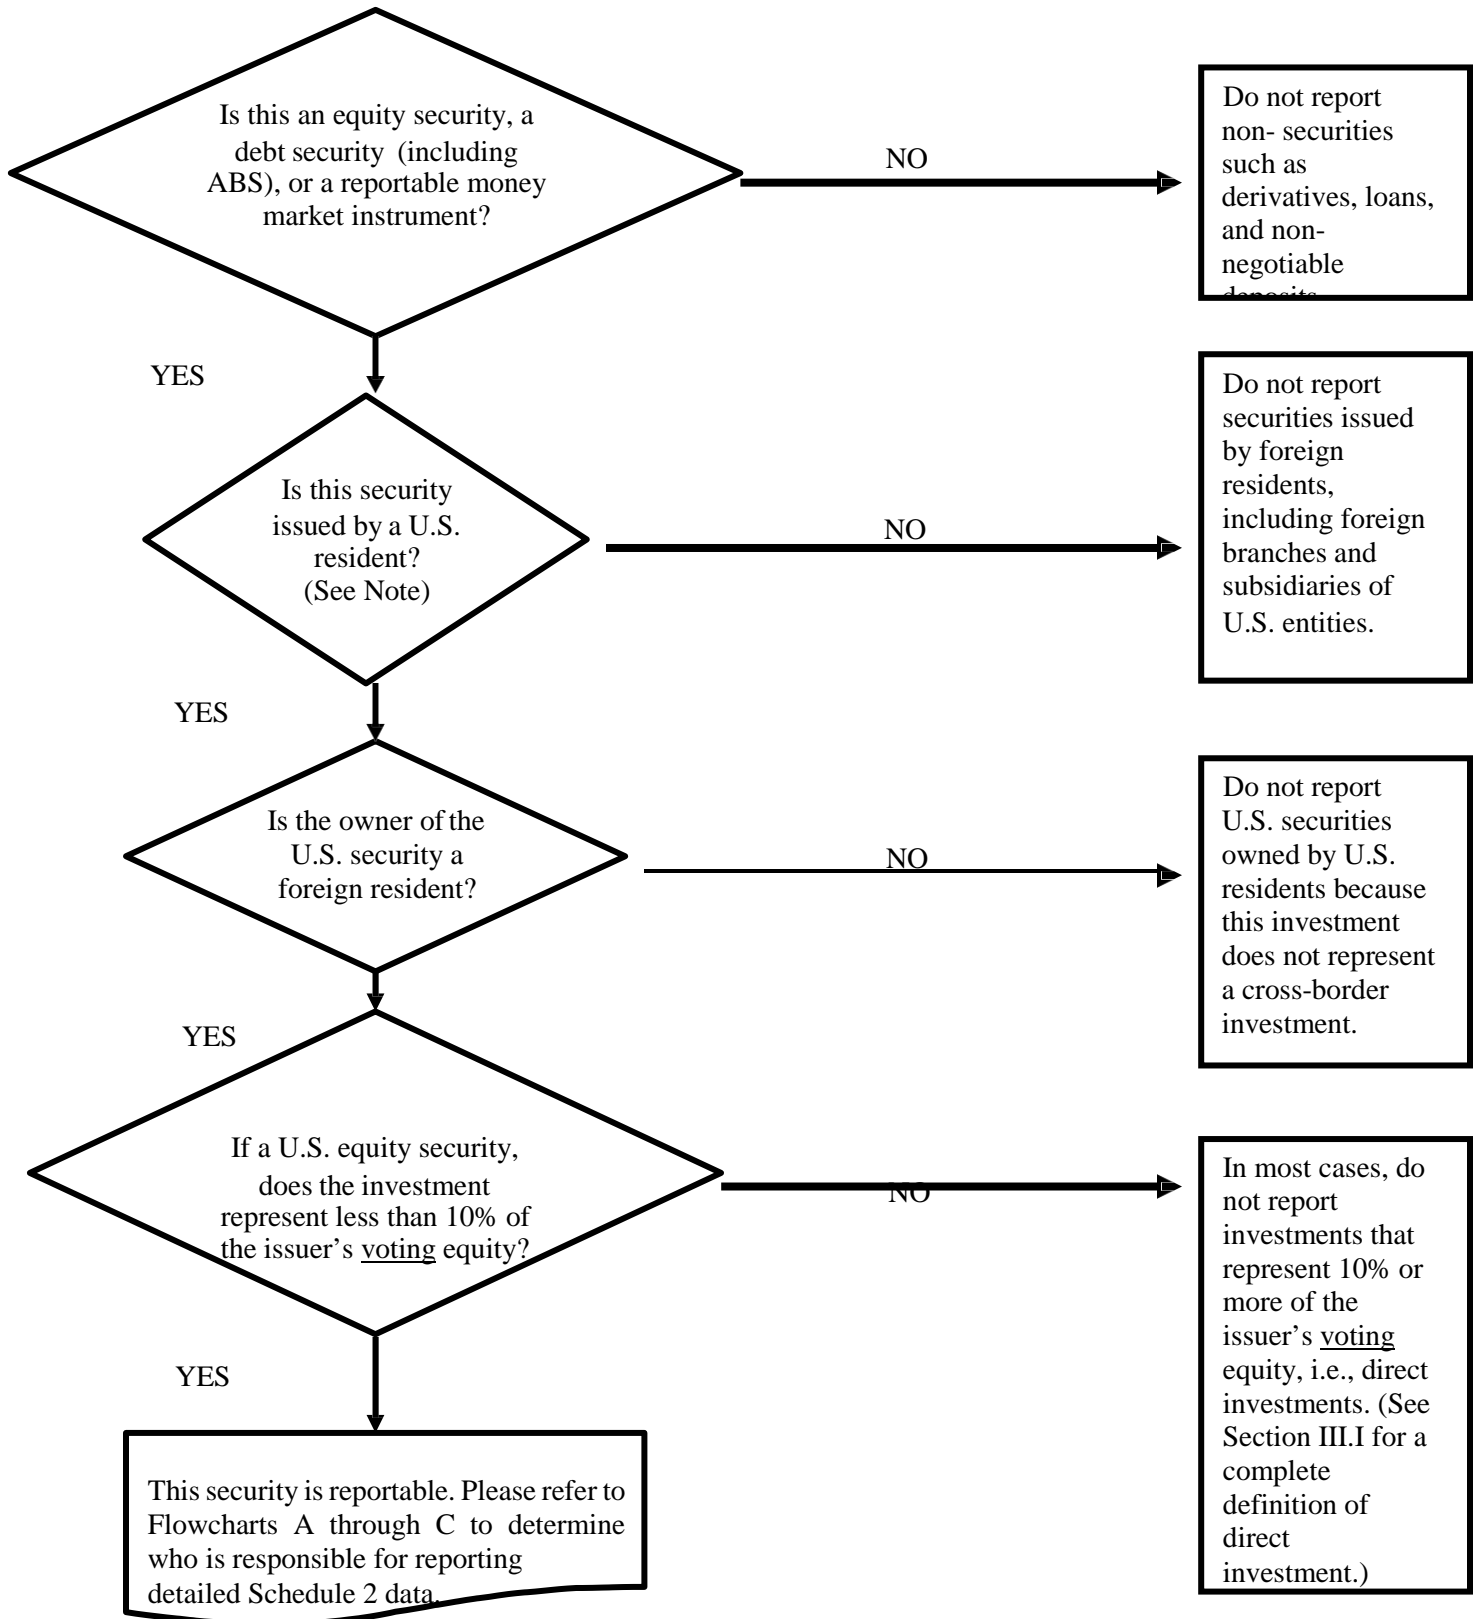 Is this an equity security, a
debt security (including
ABS), or a reportable money
market instrument?
NO
Do not report
non- securities
such as
derivatives, loans,
and non-
negotiable
deposits
YES
Is this security
issued by a U.S.
resident?
(See Note)
NO
Do not report
securities issued
by foreign
residents,
including foreign
branches and
subsidiaries of
U.S. entities.
YES
Is the owner of the
U.S. security a
foreign resident?
NO
Do not report
U.S. securities
owned by U.S.
residents because
this investment
does not represent
a cross-border
investment.
YES
If a U.S. equity security,
does the investment
represent less than 10% of
the issuer’s voting equity?
NO
In most cases, do
not report
investments that
represent 10% or
more of the
issuer’s voting
equity, i.e., direct
investments. (See
Section III.I for a
complete
definition of
direct
investment.)
YES
This security is reportable. Please refer to
Flowcharts A through C to determine
who is responsible for reporting
detailed Schedule 2 data.